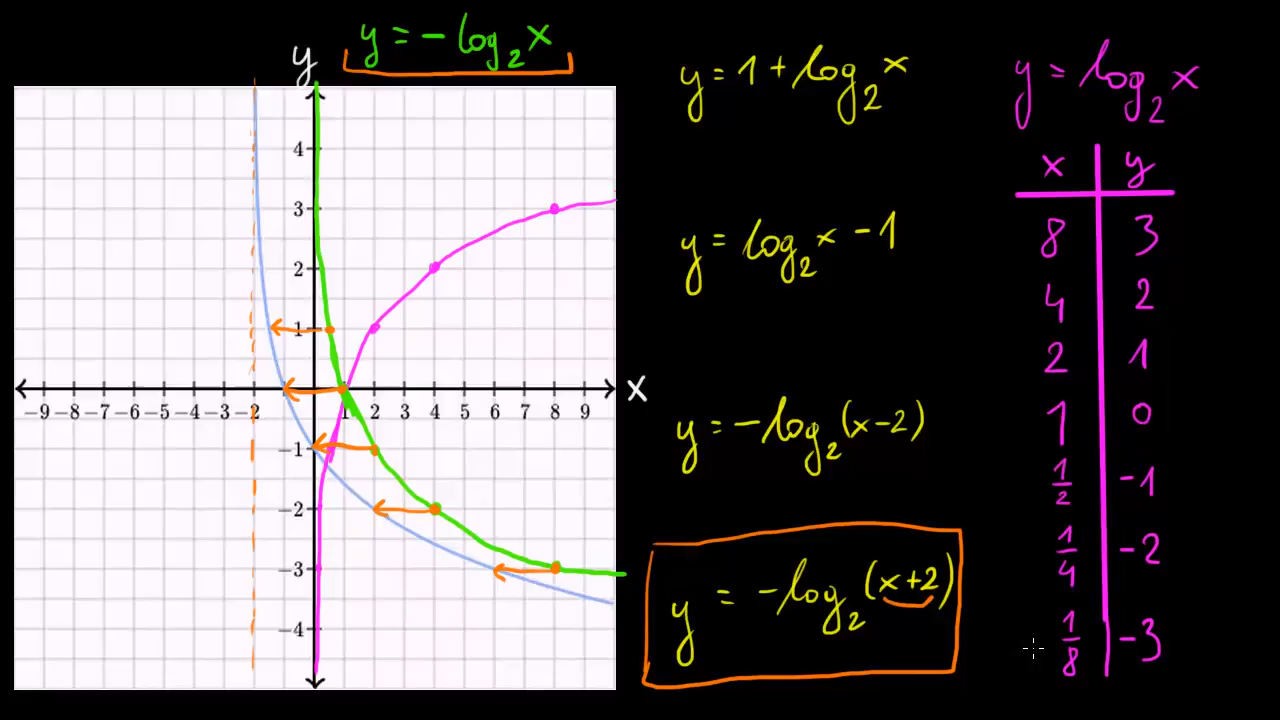 y = -log₂x
y
4
3
2
1
-9 -8 -7 -6 -5 -4 -3 -2 1 2 3 4 5 6 7 8 9 x
-1
-2
-3
-4
y = 1 + log₂x
y = log₂x - 1
y = -log₂(x-2)
y = -log₂(x+2)
y = log₂x
x y
8 3
4 2
2 1
1 0
1/2 -1
1/4 -2
1/8 -3